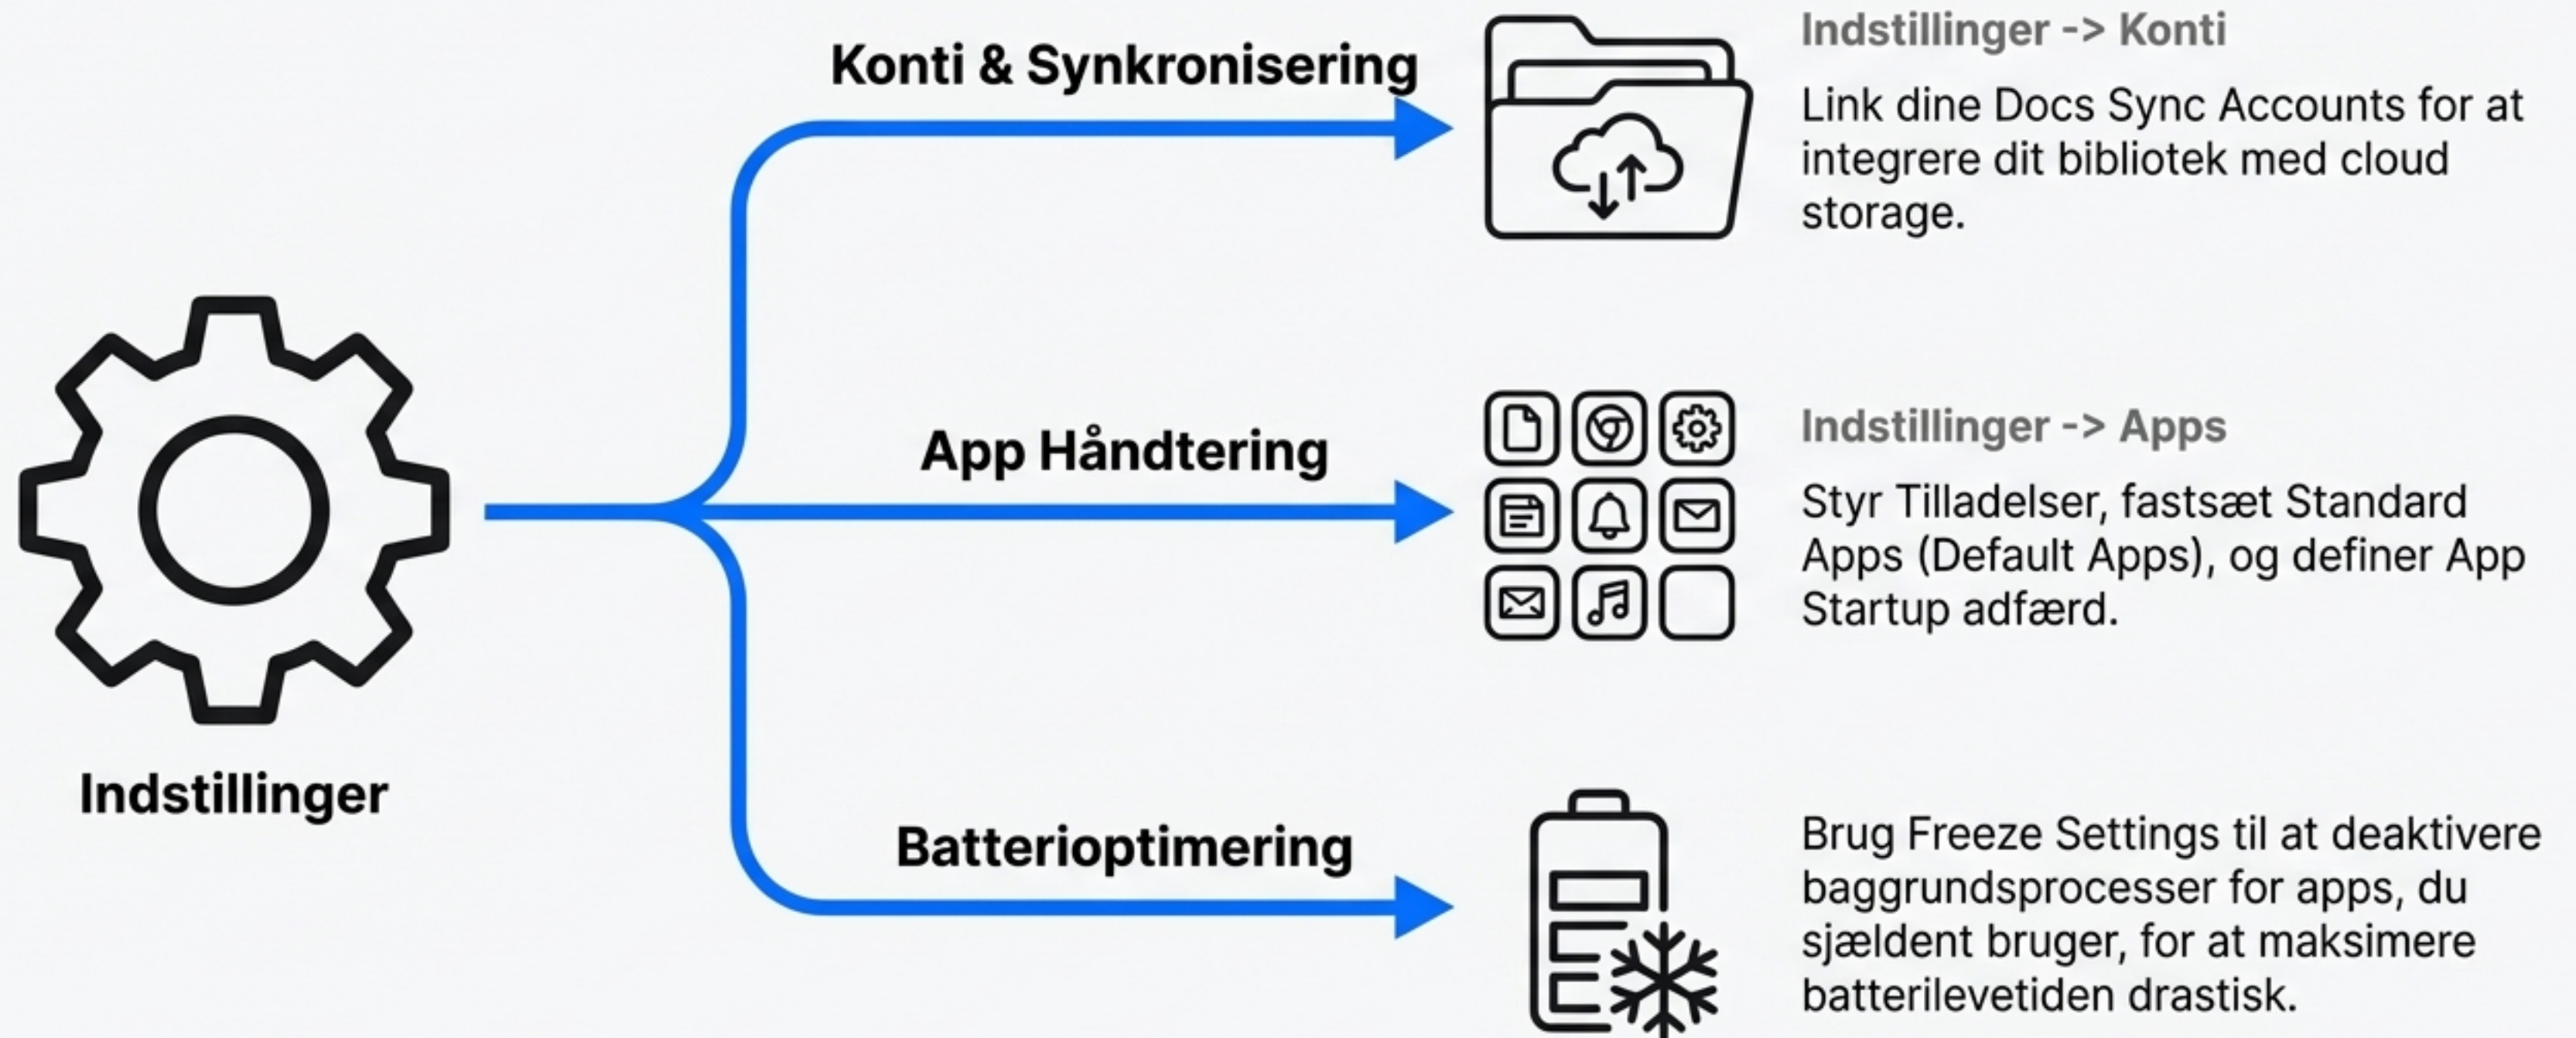 Indstillinger
Konti & Synkronisering
Indstillinger -> Konti
Link dine Docs Sync Accounts for at
integrere dit bibliotek med cloud
storage.
App Håndtering
Indstillinger -> Apps
Styr Tilladelser, fastsæt Standard
Apps (Default Apps), og definer App
Startup adfærd.
Batterioptimering
Brug Freeze Settings til at deaktivere
baggrundsprocesser for apps, du
sjældent bruger, for at maksimere
batterilevetiden drastisk.